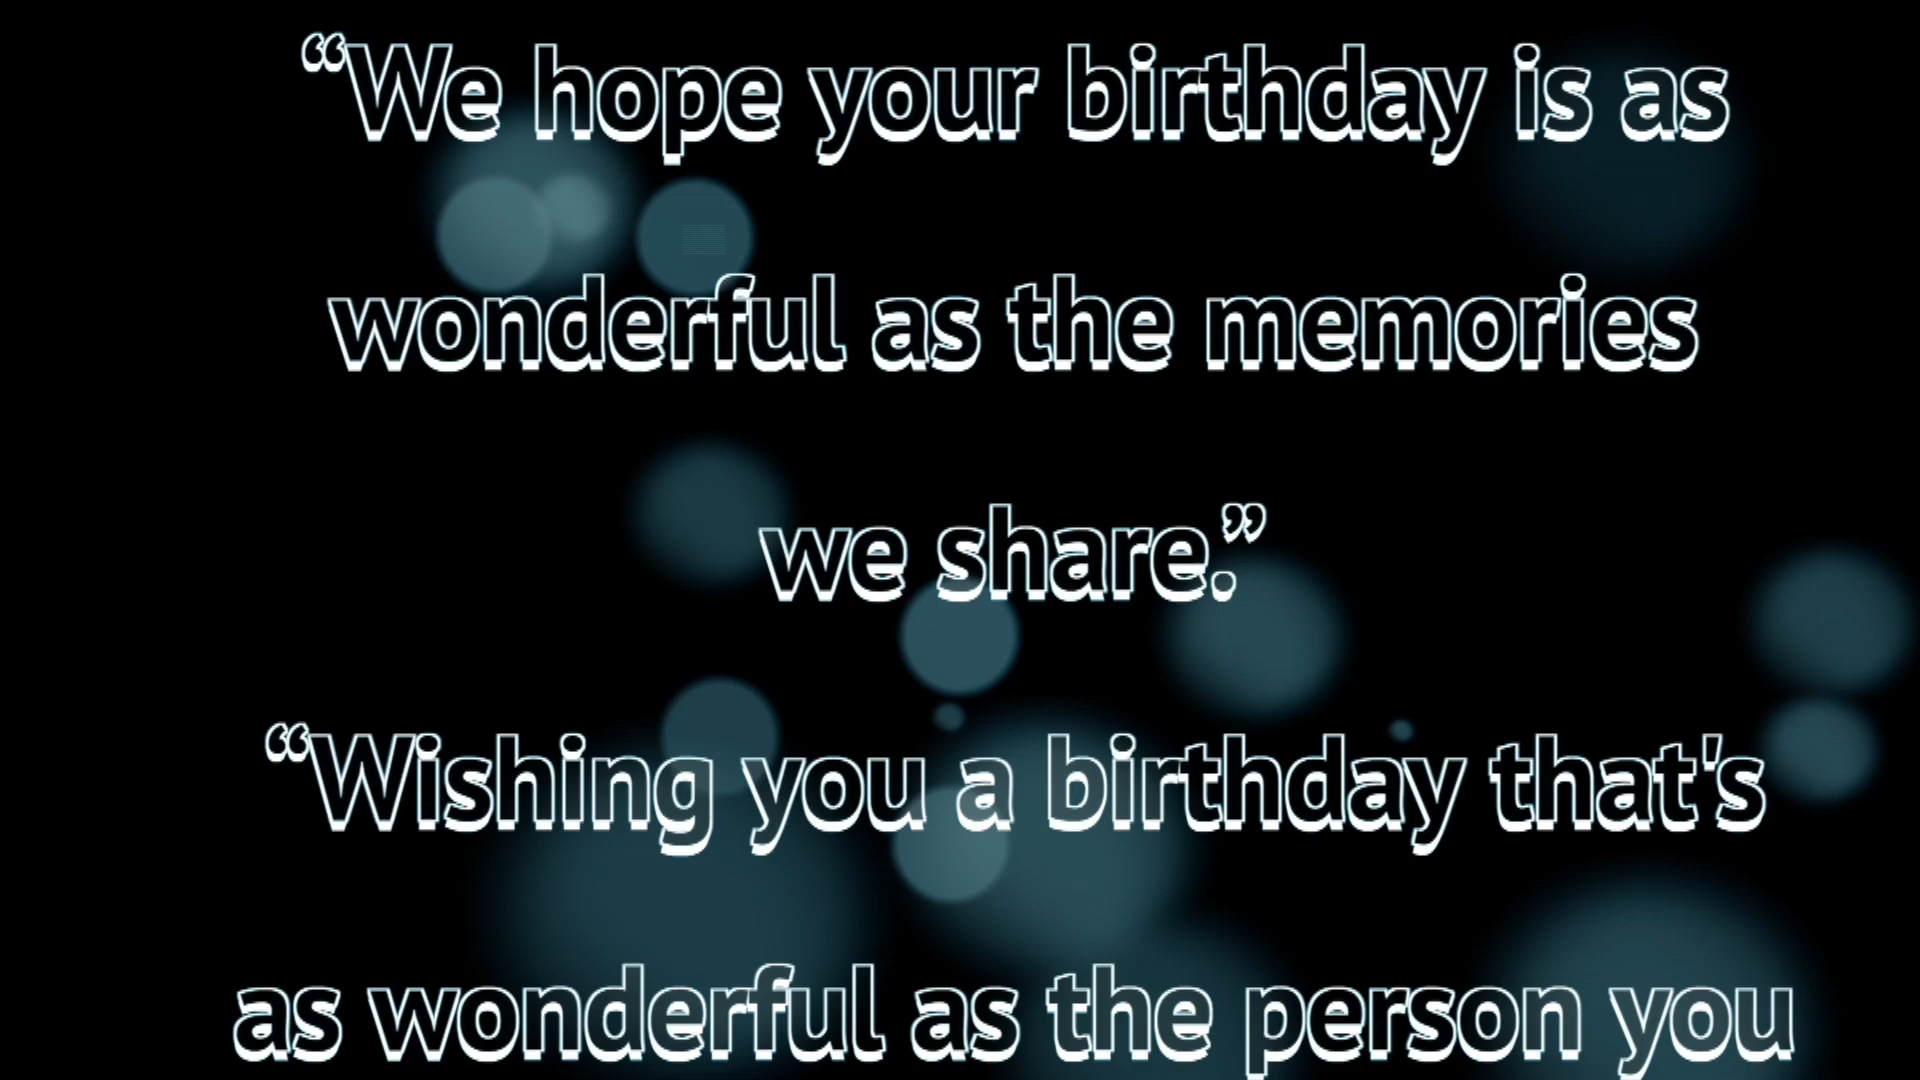 “We hope your birthday is as
wonderful as the memories
we share.”
“Wishing you a birthday that's
as wonderful as the person you